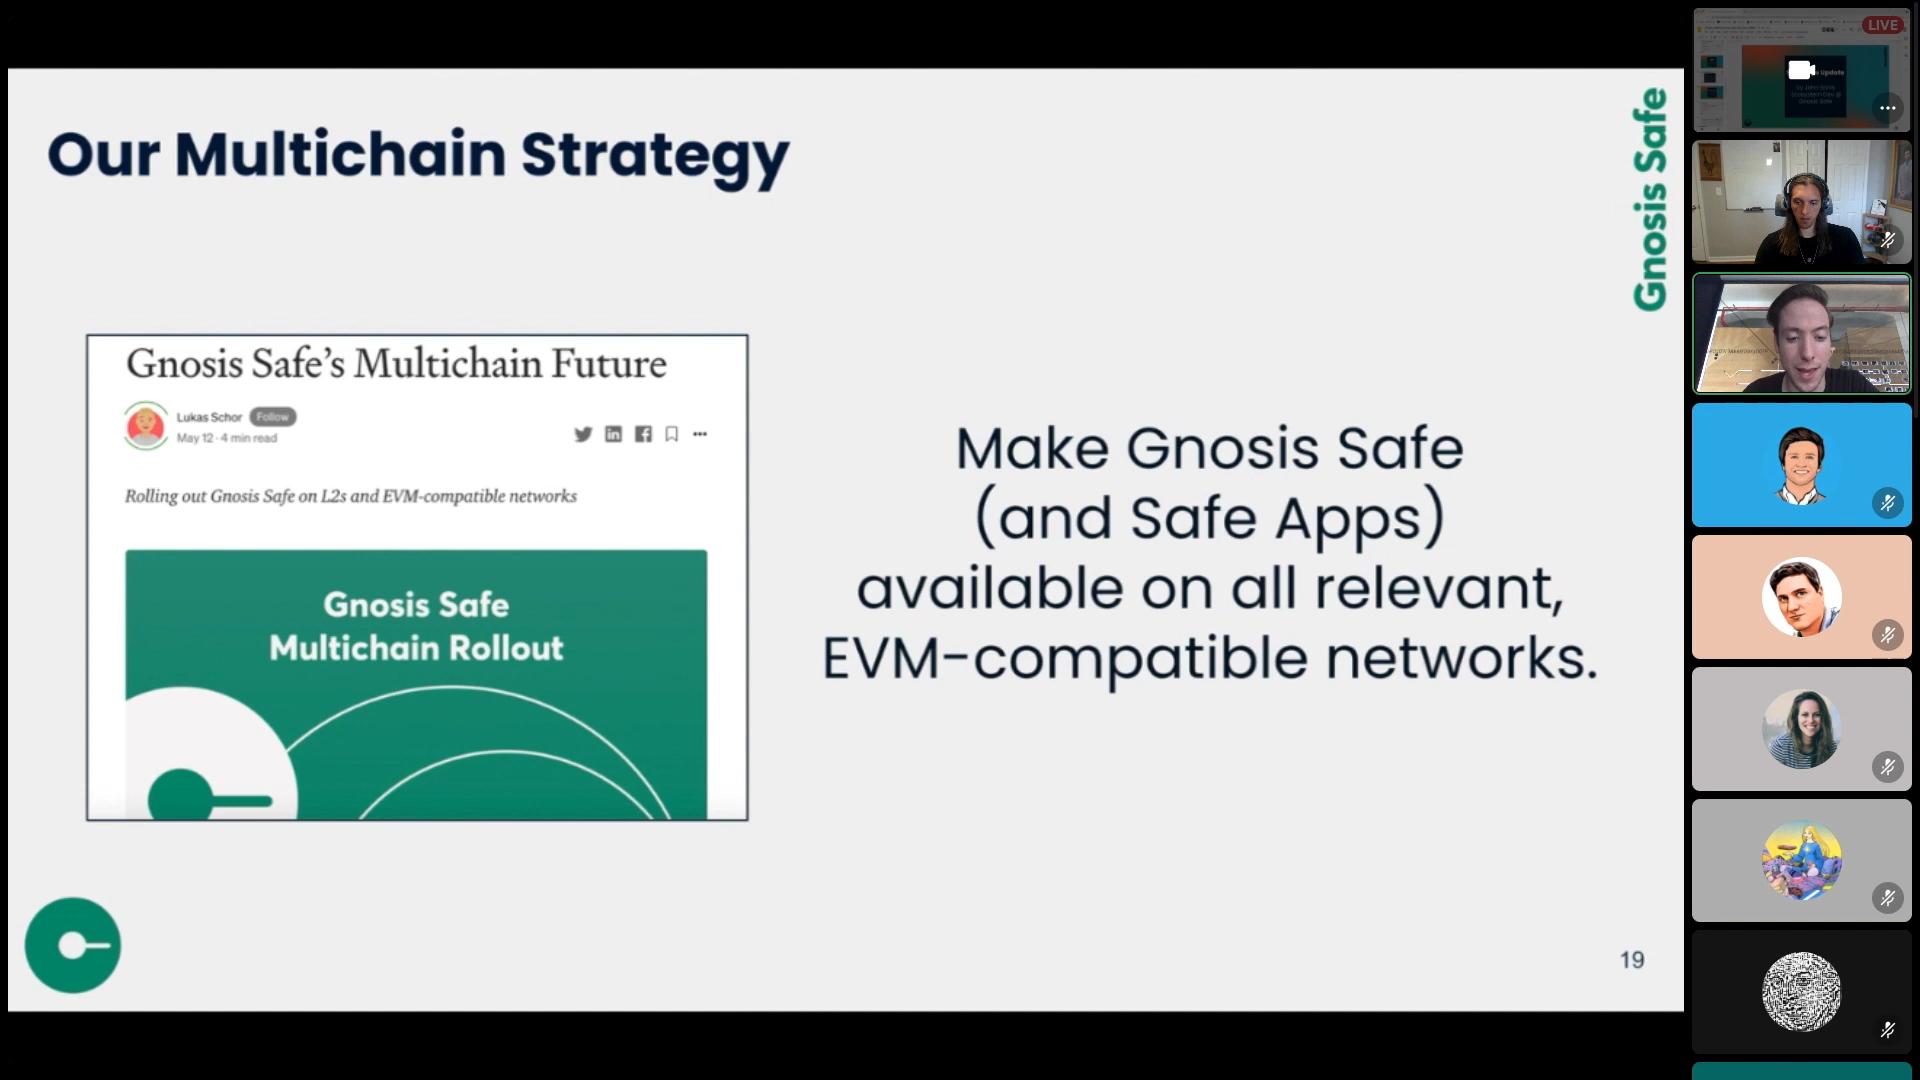 Our Multichain Strategy
Gnosis Safe
Gnosis Safe's Multichain Future
Lukas Schor Follow
May 12 · 4 min read
Rolling out Gnosis Safe on L2s and EVM-compatible networks
Gnosis Safe
Multichain Rollout
Make Gnosis Safe
(and Safe Apps)
available on all relevant,
EVM-compatible networks.
19
LIVE
Update